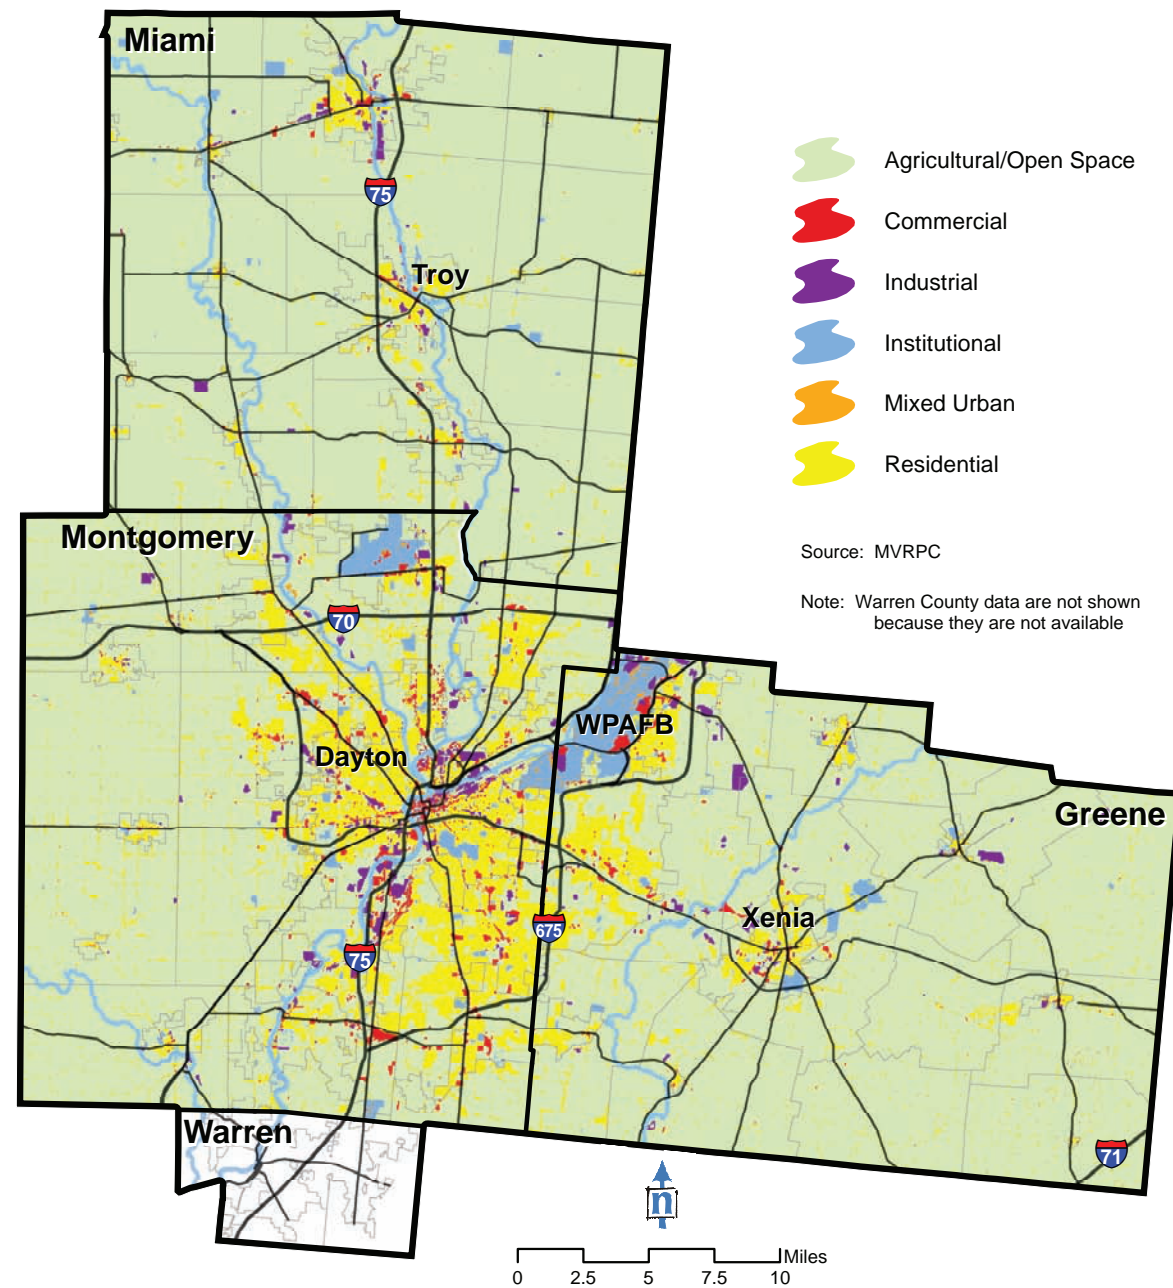 Miami
75
Troy
Agricultural/Open Space
Commercial
Industrial
Institutional
Mixed Urban
Residential
Source: MVRPC
Note: Warren County data are not shown
because they are not available
Montgomery
70
WPAFB
Dayton
Greene
Xenia
675
75
Warren
71
n
Miles
0 2.5 5 7.5 10